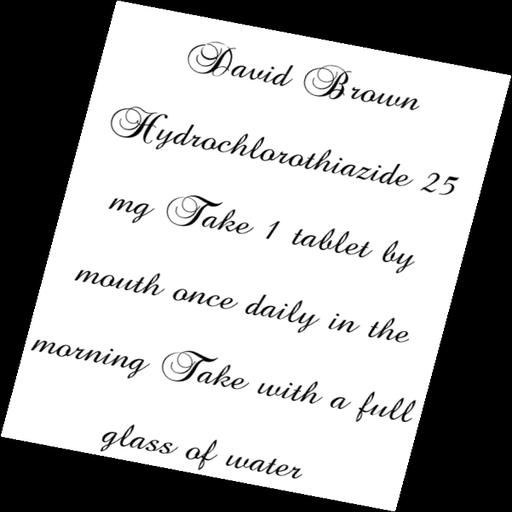 David Brown
Hydrochlorothiazide 25
mg Take 1 tablet by
mouth once daily in the
morning Take with a full
glass of water